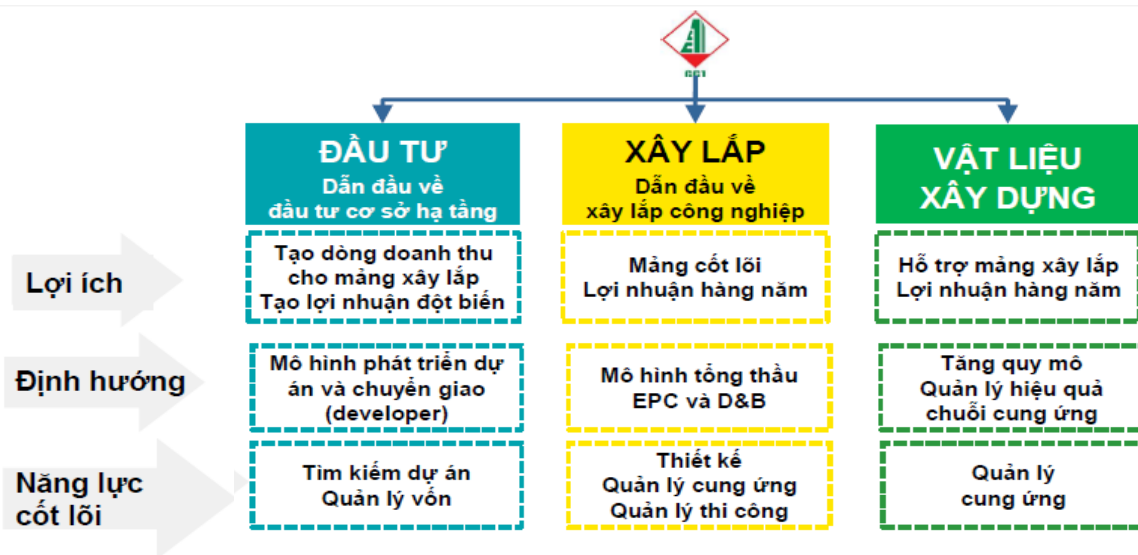 ĐẦU TƯ
Dẫn đầu về
đầu tư cơ sở hạ tầng
XÂY LẮP
Dẫn đầu về
xây lắp công nghiệp
VẬT LIỆU
XÂY DỰNG
Lợi ích
Tạo dòng doanh thu
cho mảng xây lắp
Tạo lợi nhuận đột biến
Mảng cốt lõi
Lợi nhuận hàng năm
Hỗ trợ mảng xây lắp
Lợi nhuận hàng năm
Định hướng
Mô hình phát triển dự
án và chuyển giao
(developer)
Mô hình tổng thầu
EPC và D&B
Tăng quy mô
Quản lý hiệu quả
chuỗi cung ứng
Năng lực
cốt lõi
Tìm kiếm dự án
Quản lý vốn
Thiết kế
Quản lý cung ứng
Quản lý thi công
Quản lý
cung ứng